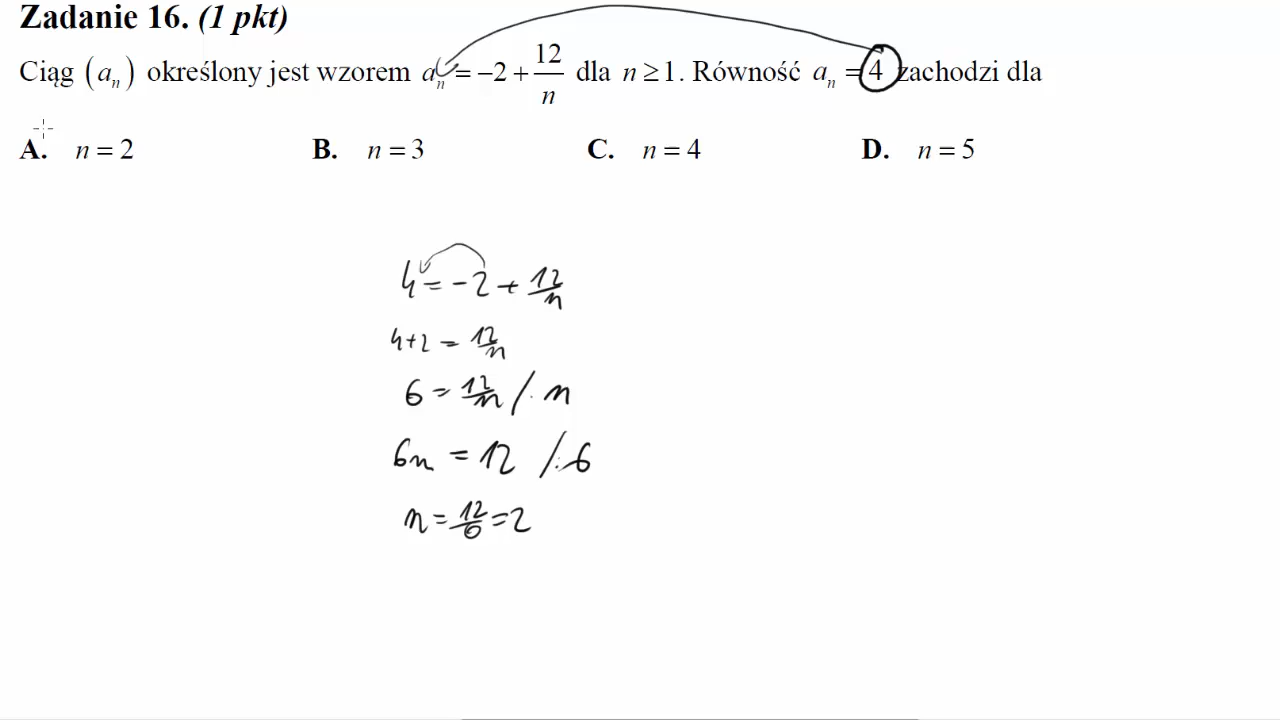 Zadanie 16. (1 pkt)
Ciąg (aₙ) określony jest wzorem aₙ = −2 + 12/n dla n ≥ 1. Równość aₙ = 4 zachodzi dla
A. n = 2 B. n = 3 C. n = 4 D. n = 5
4 = −2 + 12/n
4+2 = 12/n
6 = 12/n / · n
6n = 12 / : 6
n = 12/6 = 2